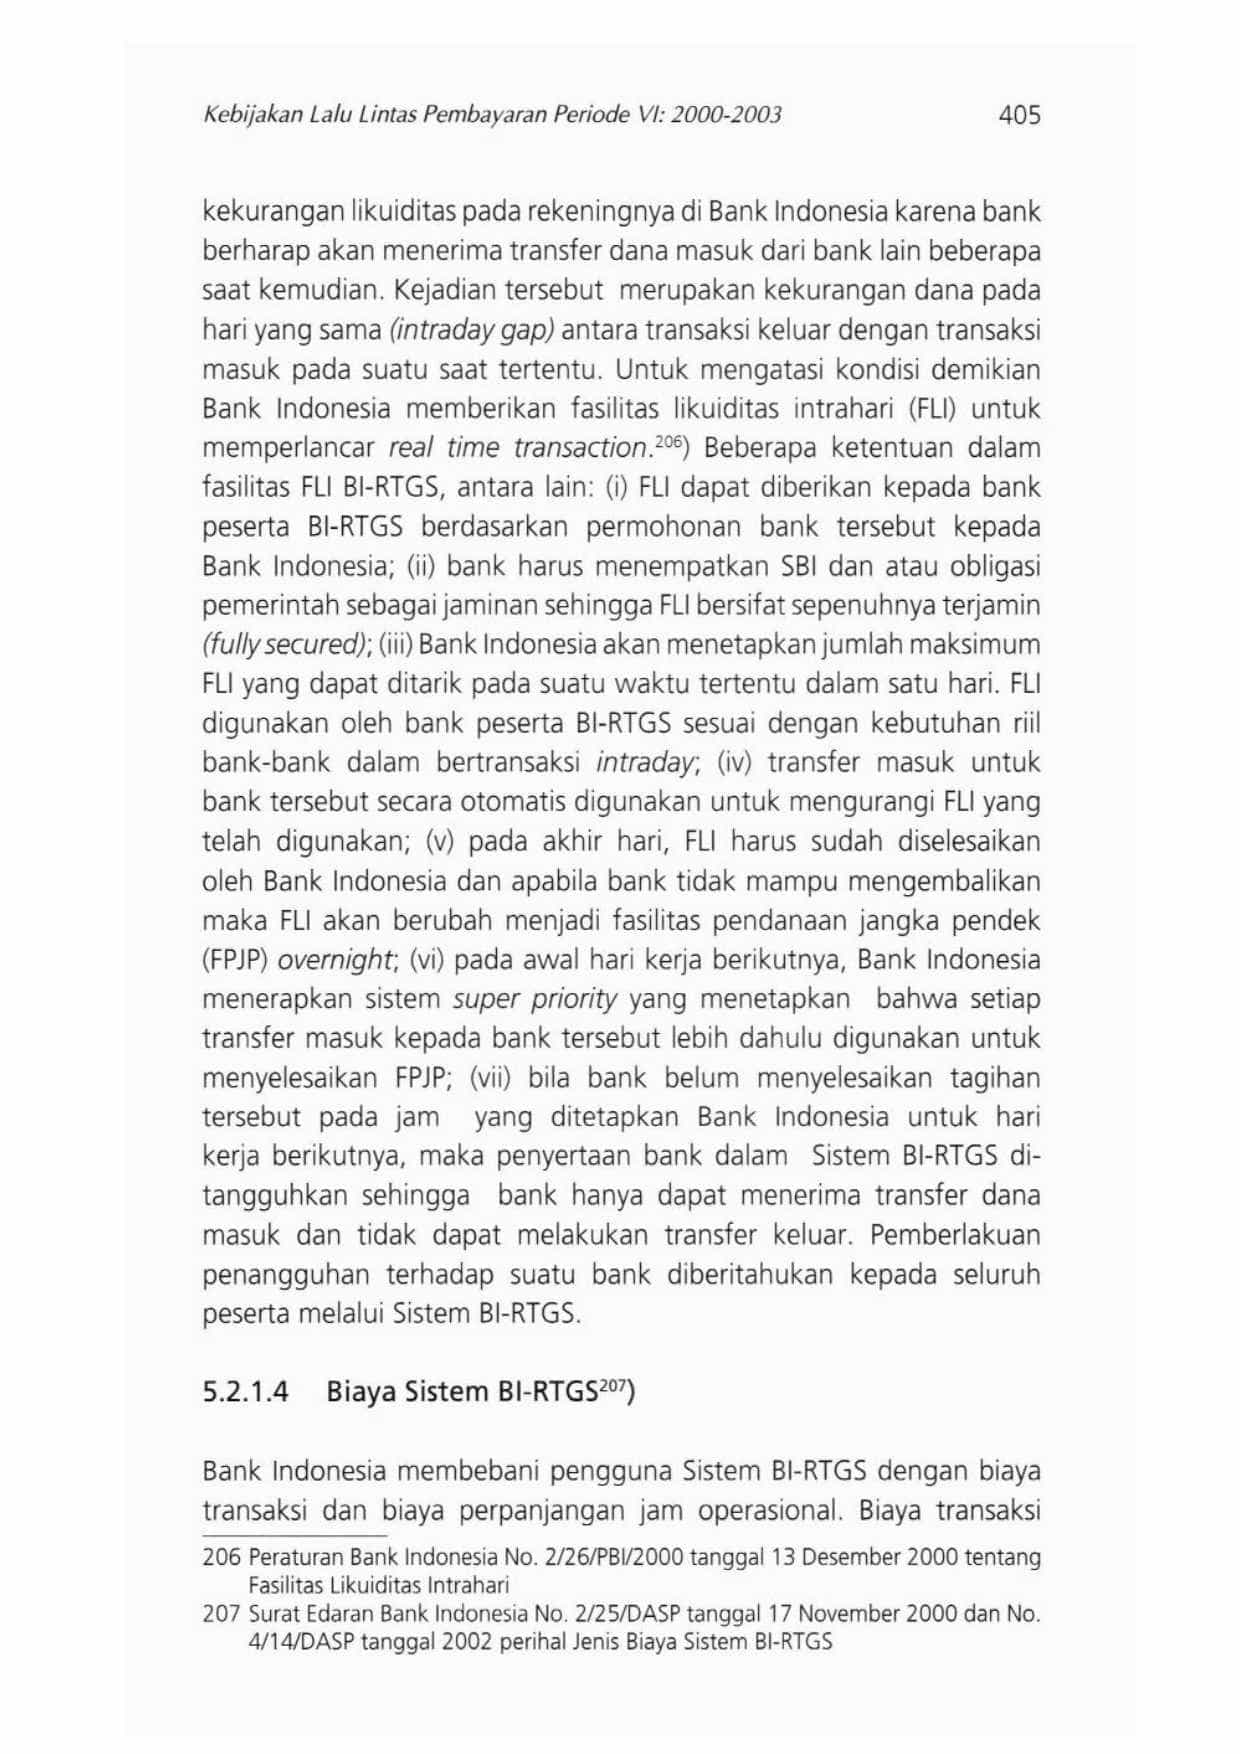 Kebijakan Lalu Lintas Pembayaran Periode VI: 2000-2003 405
kekurangan likuiditas pada rekeningnya di Bank Indonesia karena bank
berharap akan menerima transfer dana masuk dari bank lain beberapa
saat kemudian. Kejadian tersebut merupakan kekurangan dana pada
hari yang sama (intraday gap) antara transaksi keluar dengan transaksi
masuk pada suatu saat tertentu. Untuk mengatasi kondisi demikian
Bank Indonesia memberikan fasilitas likuiditas intrahari (FLI) untuk
memperlancar real time transaction.206) Beberapa ketentuan dalam
fasilitas FLI BI-RTGS, antara lain: (i) FLI dapat diberikan kepada bank
peserta BI-RTGS berdasarkan permohonan bank tersebut kepada
Bank Indonesia; (ii) bank harus menempatkan SBI dan atau obligasi
pemerintah sebagai jaminan sehingga FLI bersifat sepenuhnya terjamin
(fully secured); (iii) Bank Indonesia akan menetapkan jumlah maksimum
FLI yang dapat ditarik pada suatu waktu tertentu dalam satu hari. FLI
digunakan oleh bank peserta BI-RTGS sesuai dengan kebutuhan riil
bank-bank dalam bertransaksi intraday; (iv) transfer masuk untuk
bank tersebut secara otomatis digunakan untuk mengurangi FLI yang
telah digunakan; (v) pada akhir hari, FLI harus sudah diselesaikan
oleh Bank Indonesia dan apabila bank tidak mampu mengembalikan
maka FLI akan berubah menjadi fasilitas pendanaan jangka pendek
(FPJP) overnight; (vi) pada awal hari kerja berikutnya, Bank Indonesia
menerapkan sistem super priority yang menetapkan bahwa setiap
transfer masuk kepada bank tersebut lebih dahulu digunakan untuk
menyelesaikan FPJP; (vii) bila bank belum menyelesaikan tagihan
tersebut pada jam yang ditetapkan Bank Indonesia untuk hari
kerja berikutnya, maka penyertaan bank dalam Sistem BI-RTGS di-
tangguhkan sehingga bank hanya dapat menerima transfer dana
masuk dan tidak dapat melakukan transfer keluar. Pemberlakuan
penangguhan terhadap suatu bank diberitahukan kepada seluruh
peserta melalui Sistem BI-RTGS.
5.2.1.4 Biaya Sistem BI-RTGS207)
Bank Indonesia membebani pengguna Sistem BI-RTGS dengan biaya
transaksi dan biaya perpanjangan jam operasional. Biaya transaksi
206 Peraturan Bank Indonesia No. 2/26/PBI/2000 tanggal 13 Desember 2000 tentang
Fasilitas Likuiditas Intrahari
207 Surat Edaran Bank Indonesia No. 2/25/DASP tanggal 17 November 2000 dan No.
4/14/DASP tanggal 2002 perihal Jenis Biaya Sistem BI-RTGS